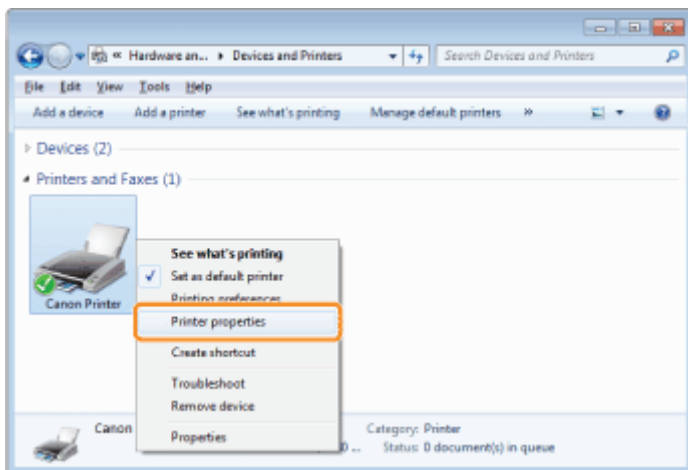 Hardware an... Devices and Printers Search Devices and Printers
File Edit View Tools Help
Add a device Add a printer See what's printing Manage default printers »
Devices (2)
Printers and Faxes (1)
Canon Printer
See what's printing
Set as default printer
Printing preferences
Printer properties
Create shortcut
Troubleshoot
Remove device
Properties
Canon
Category: Printer
0 ... Status: 0 document(s) in queue